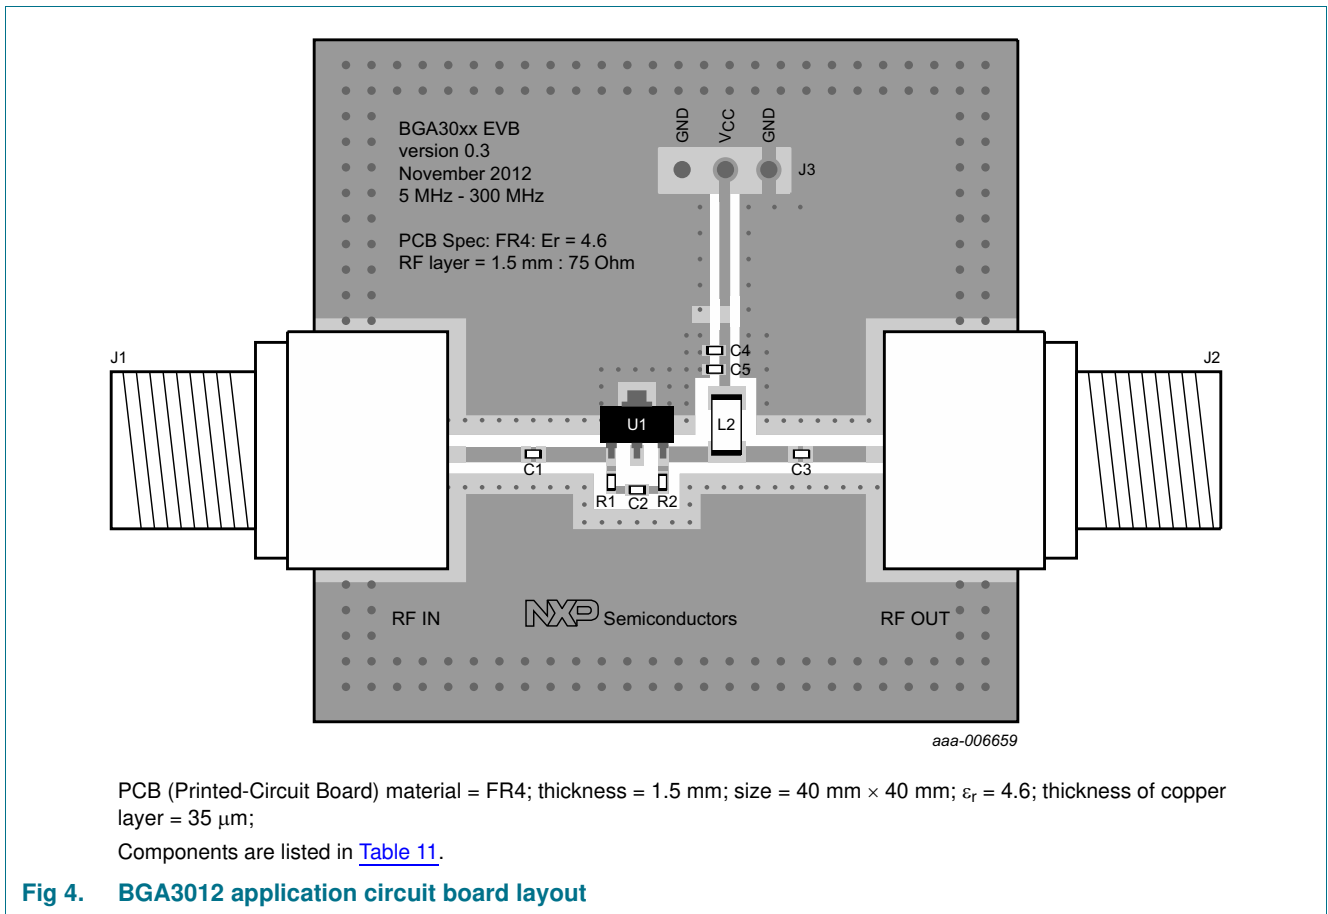 BGA30xx EVB
version 0.3
November 2012
5 MHz - 300 MHz
PCB Spec: FR4: Er = 4.6
RF layer = 1.5 mm : 75 Ohm
GND
VCC
GND
J3
J1
J2
C4
C5
U1
L2
C1
C3
R1
C2
R2
RF IN
NXP Semiconductors
RF OUT
aaa-006659
PCB (Printed-Circuit Board) material = FR4; thickness = 1.5 mm; size = 40 mm × 40 mm; εr = 4.6; thickness of copper
layer = 35 μm;
Components are listed in Table 11.
Fig 4. BGA3012 application circuit board layout